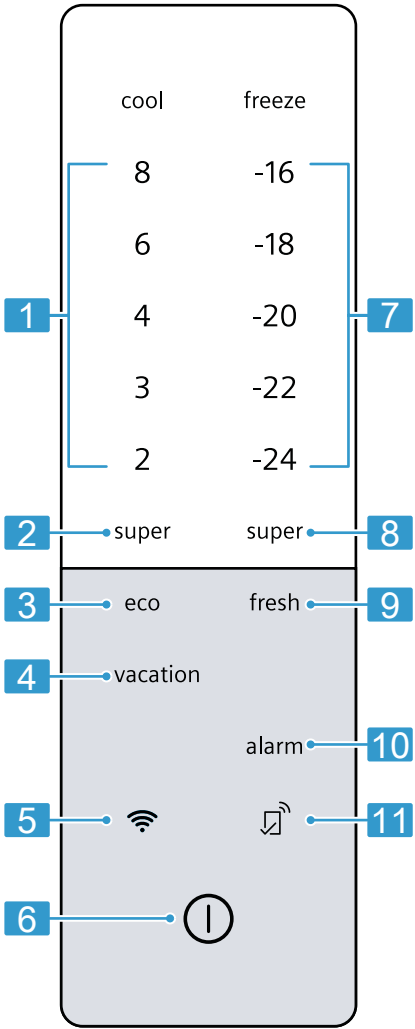 cool freeze
8 -16
6 -18
1 4 -20 7
3 -22
2 -24
2 super super 8
3 eco fresh 9
4 vacation
alarm 10
5 11
6